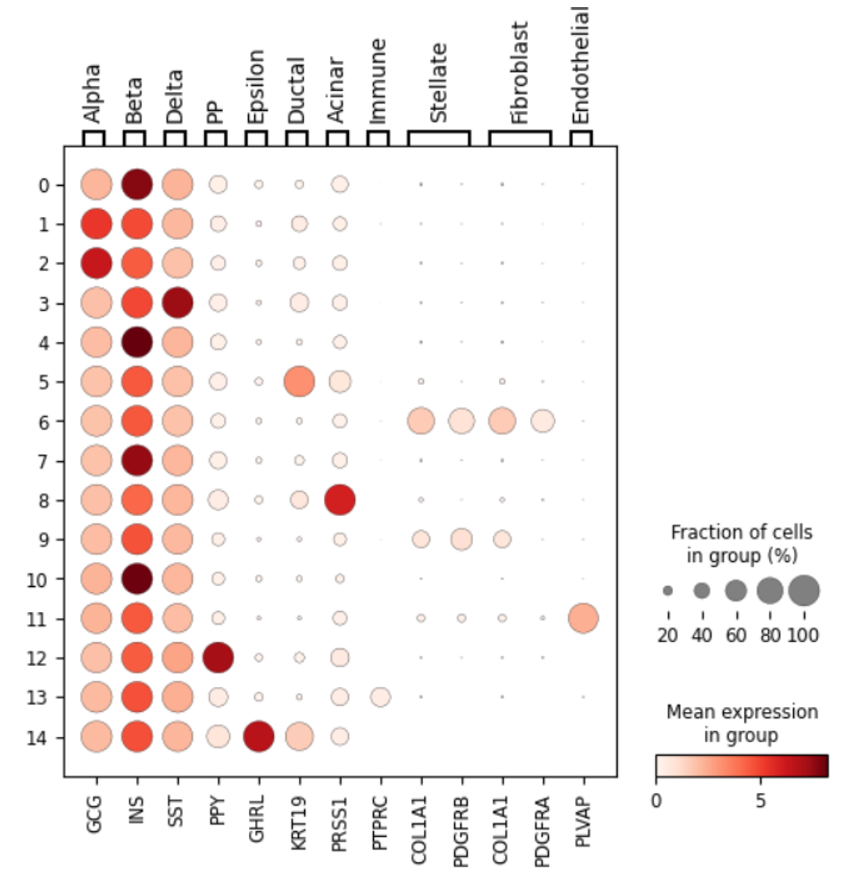 Alpha
Beta
Delta
PP
Epsilon
Ductal
Acinar
Immune
Stellate
Fibroblast
Endothelial
0
1
2
3
4
5
6
7
8
9
10
11
12
13
14
GCG
INS
SST
PPY
GHRL
KRT19
PRSS1
PTPRC
COL1A1
PDGFRB
COL1A1
PDGFRA
PLVAP
Fraction of cells
in group (%)
20 40 60 80 100
Mean expression
in group
0 5